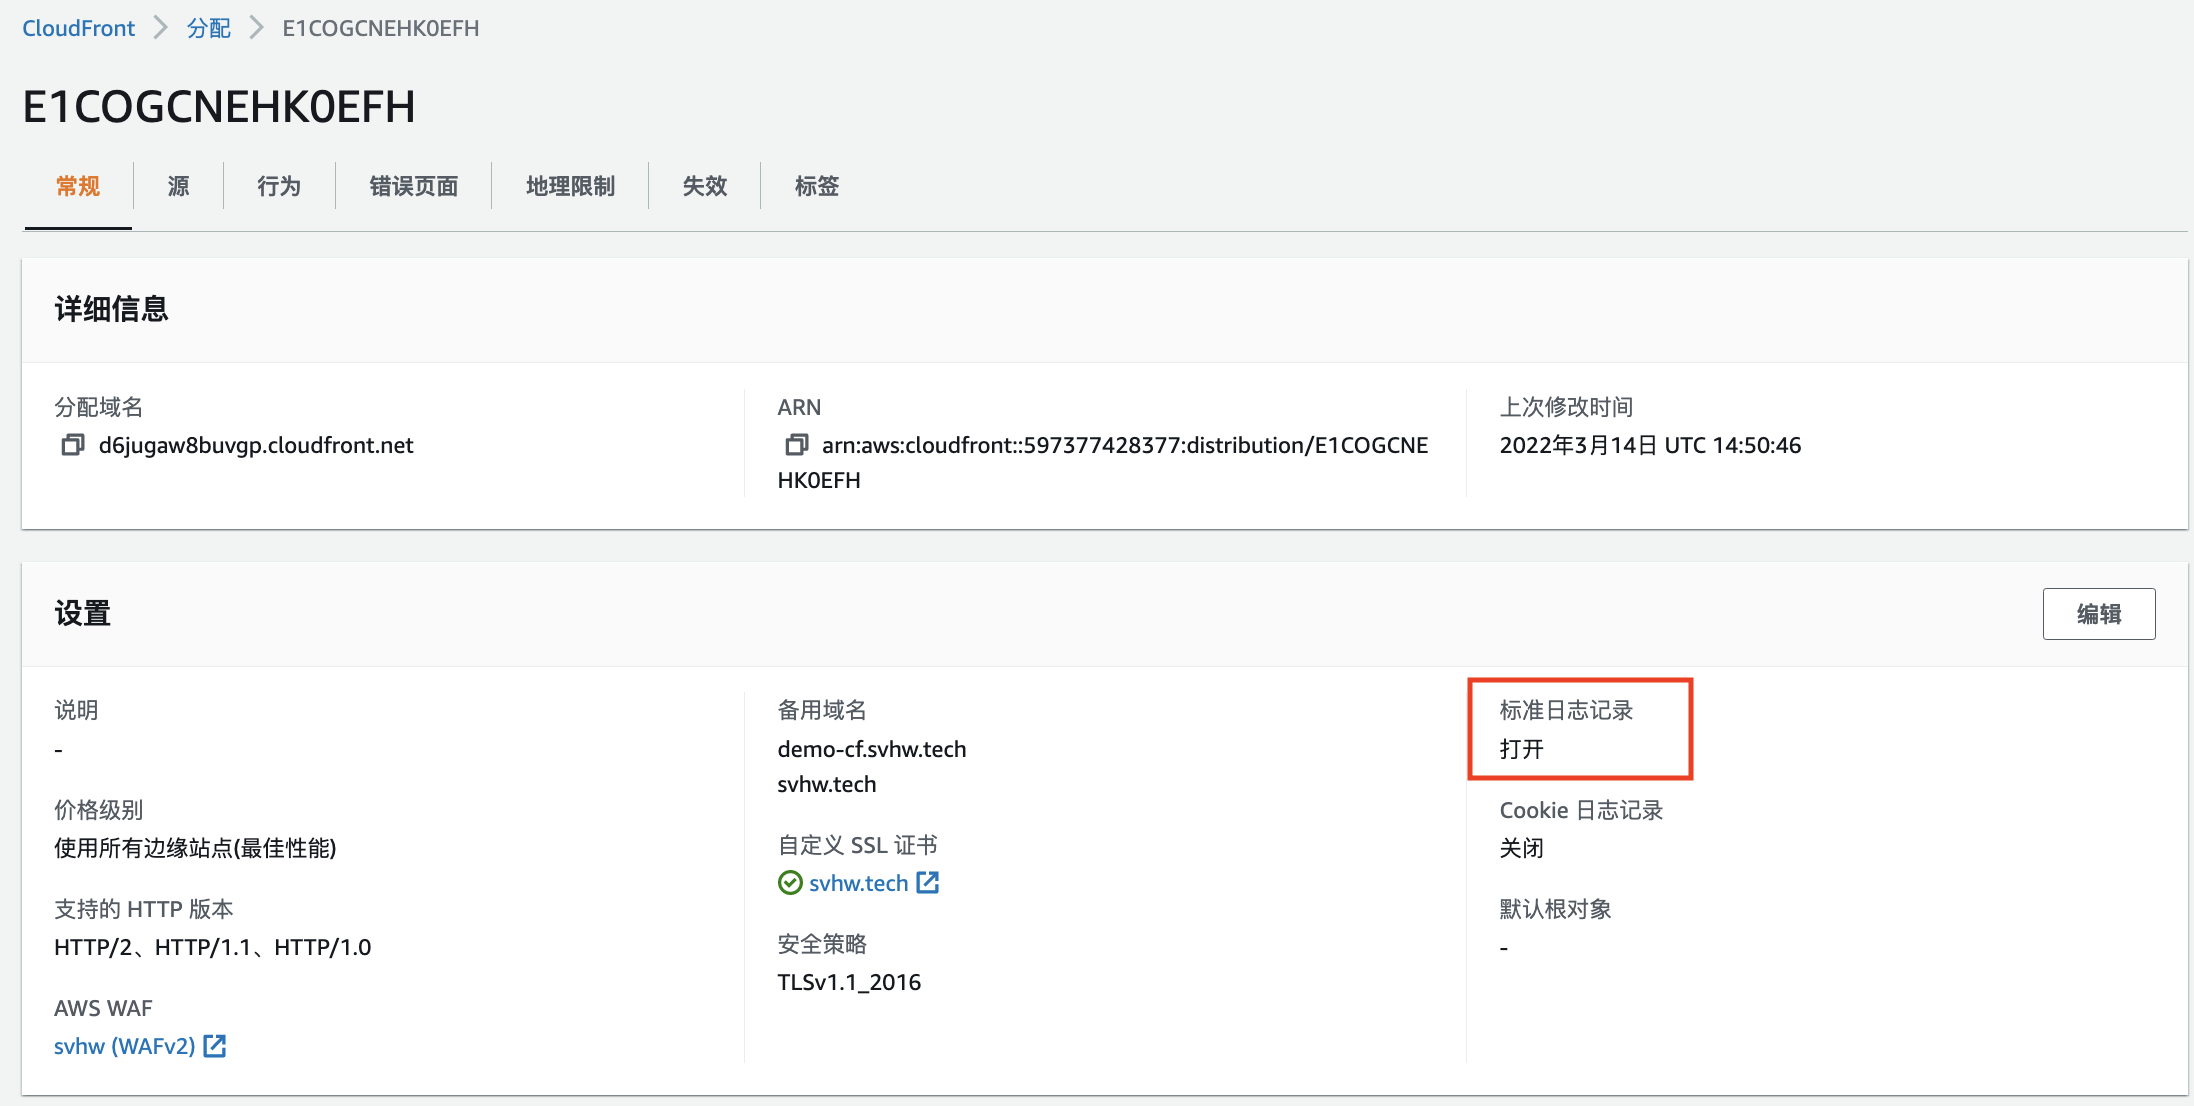 CloudFront 分配 E1COGCNEHK0EFH
E1COGCNEHK0EFH
常规 源 行为 错误页面 地理限制 失效 标签
详细信息
分配域名
d6jugaw8buvgp.cloudfront.net
ARN
arn:aws:cloudfront::597377428377:distribution/E1COGCNE
HK0EFH
上次修改时间
2022年3月14日 UTC 14:50:46
设置
编辑
说明
-
价格级别
使用所有边缘站点(最佳性能)
支持的 HTTP 版本
HTTP/2、HTTP/1.1、HTTP/1.0
AWS WAF
svhw (WAFv2)
备用域名
demo-cf.svhw.tech
svhw.tech
自定义 SSL 证书
svhw.tech
安全策略
TLSv1.1_2016
标准日志记录
打开
Cookie 日志记录
关闭
默认根对象
-